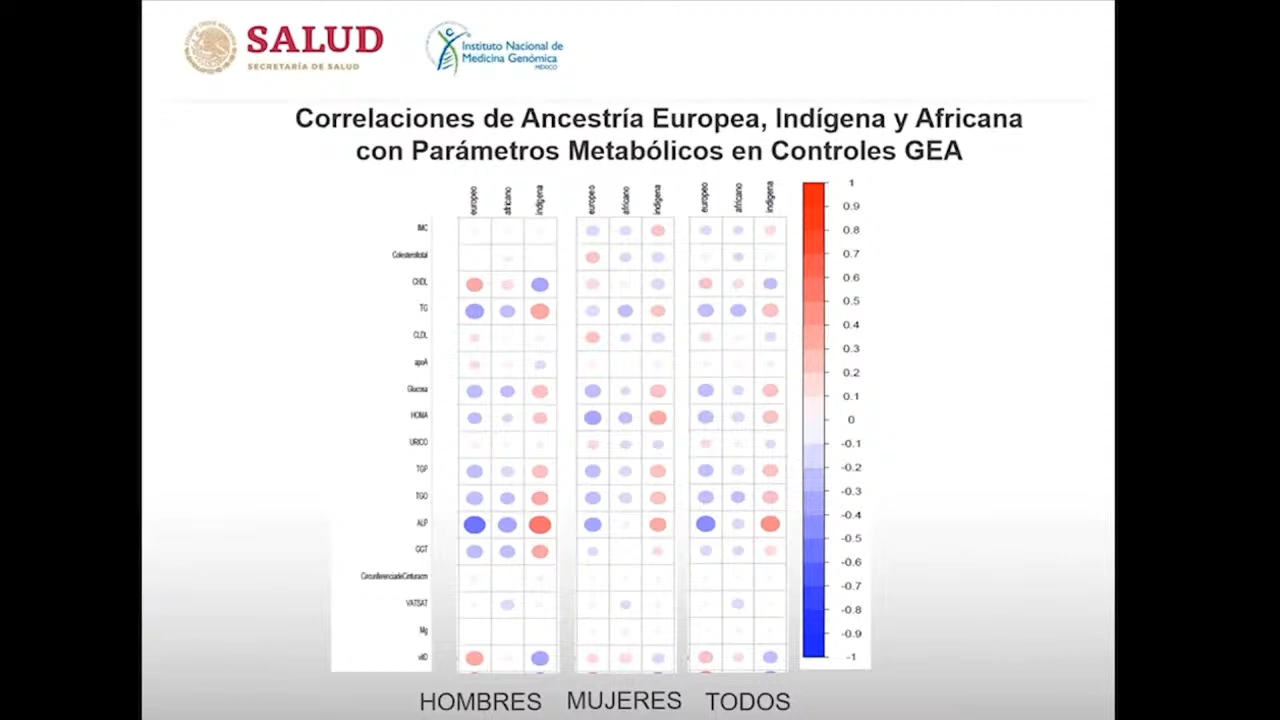 SALUD
SECRETARÍA DE SALUD
Instituto Nacional de
Medicina Genómica
MÉXICO
Correlaciones de Ancestría Europea, Indígena y Africana
con Parámetros Metabólicos en Controles GEA
europeo africano indígena europeo africano indígena europeo africano indígena
IMC
Colesteroltotal
CHDL
TG
CLDL
apoA
Glucosa
HOMA
URICO
TGP
TGO
ALP
GGT
CircunferenciadeCinturacm
VATSAT
Mg
vitD
1
0.9
0.8
0.7
0.6
0.5
0.4
0.3
0.2
0.1
0
-0.1
-0.2
-0.3
-0.4
-0.5
-0.6
-0.7
-0.8
-0.9
-1
HOMBRES MUJERES TODOS